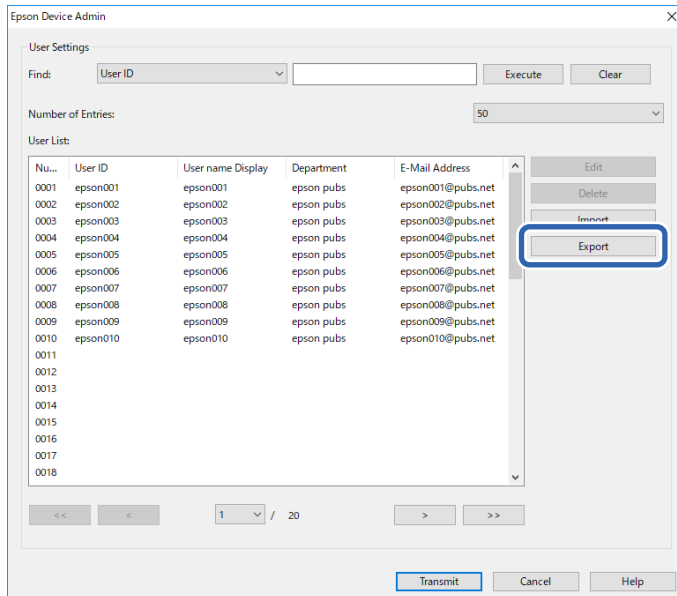 Epson Device Admin
User Settings
Find: User ID Execute Clear
Number of Entries: 50
User List:
Nu... User ID User name Display Department E-Mail Address Edit
0001 epson001 epson001 epson pubs epson001@pubs.net Delete
0002 epson002 epson002 epson pubs epson002@pubs.net
0003 epson003 epson003 epson pubs epson003@pubs.net Import
0004 epson004 epson004 epson pubs epson004@pubs.net Export
0005 epson005 epson005 epson pubs epson005@pubs.net
0006 epson006 epson006 epson pubs epson006@pubs.net
0007 epson007 epson007 epson pubs epson007@pubs.net
0008 epson008 epson008 epson pubs epson008@pubs.net
0009 epson009 epson009 epson pubs epson009@pubs.net
0010 epson010 epson010 epson pubs epson010@pubs.net
0011
0012
0013
0014
0015
0016
0017
0018
<< < 1 / 20 > >>
Transmit Cancel Help